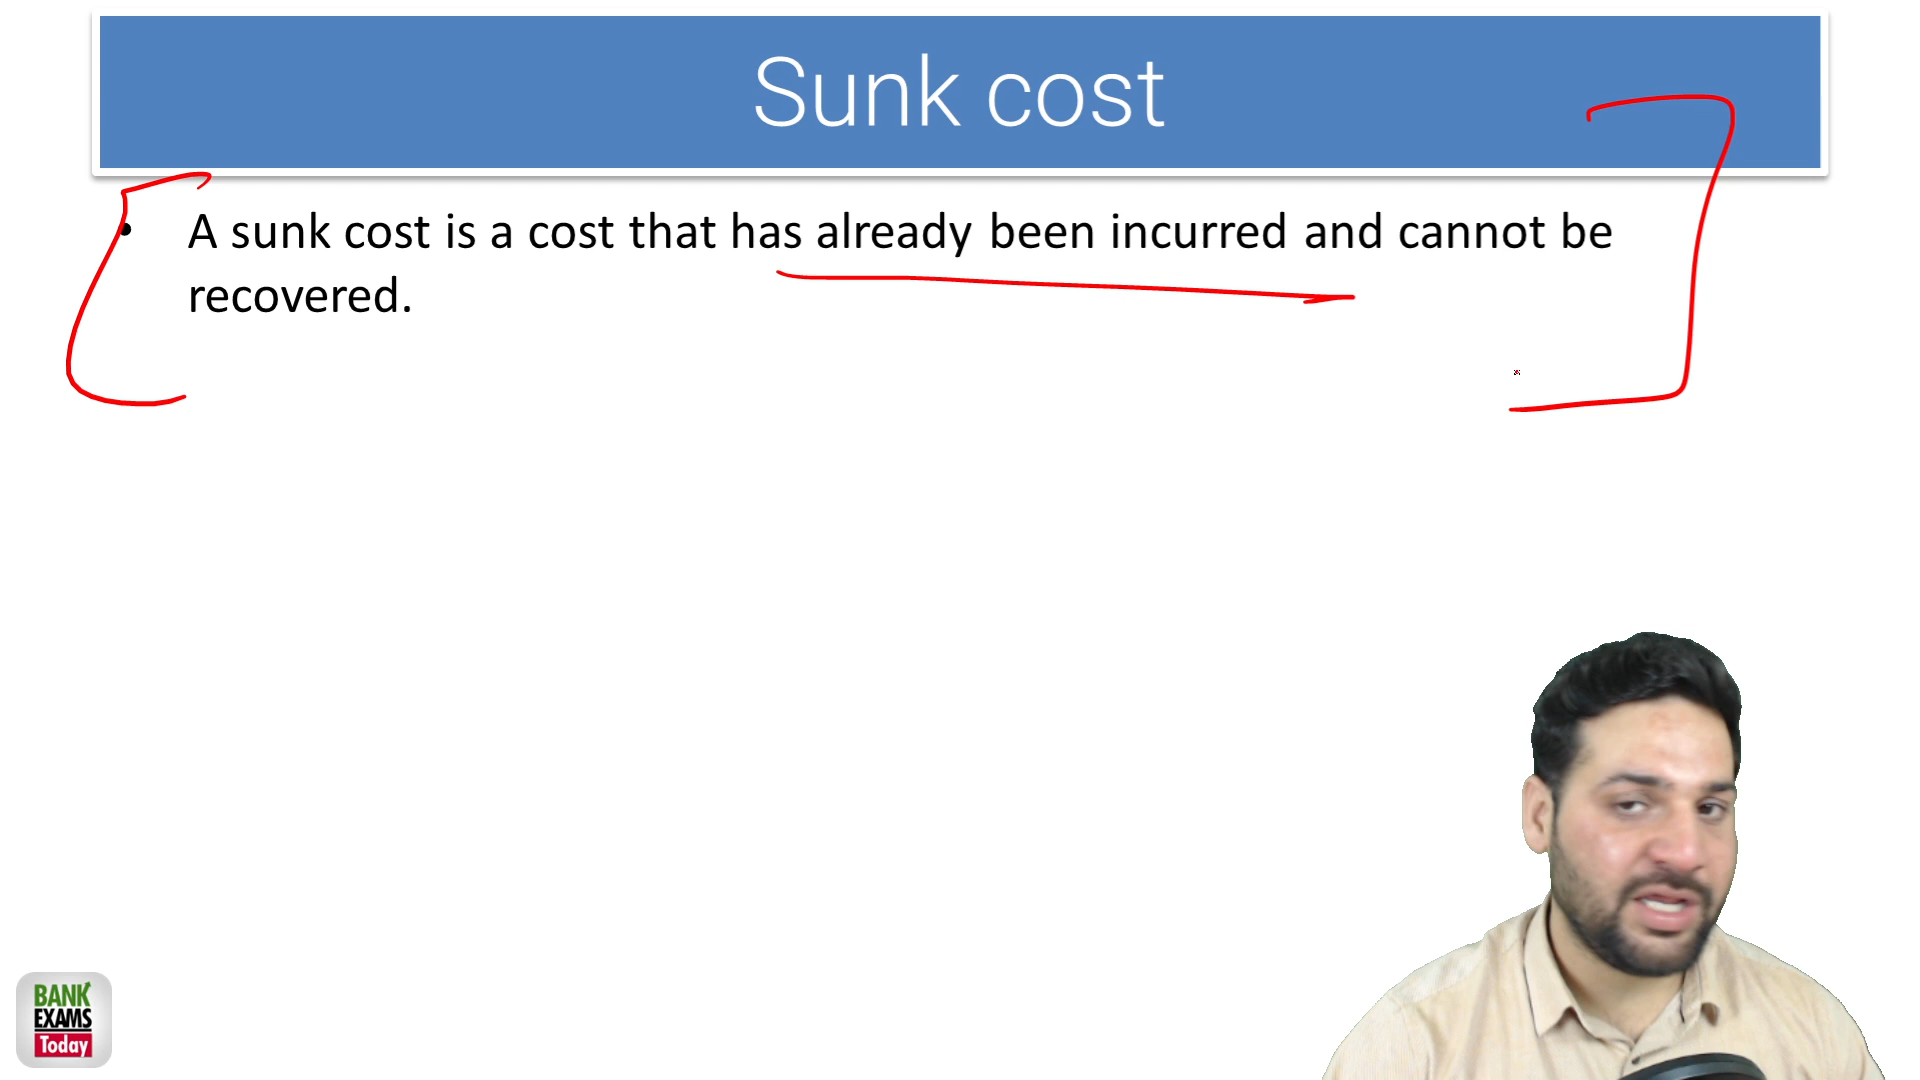 Sunk cost
• A sunk cost is a cost that has already been incurred and cannot be
recovered.
BANK
EXAMS
Today